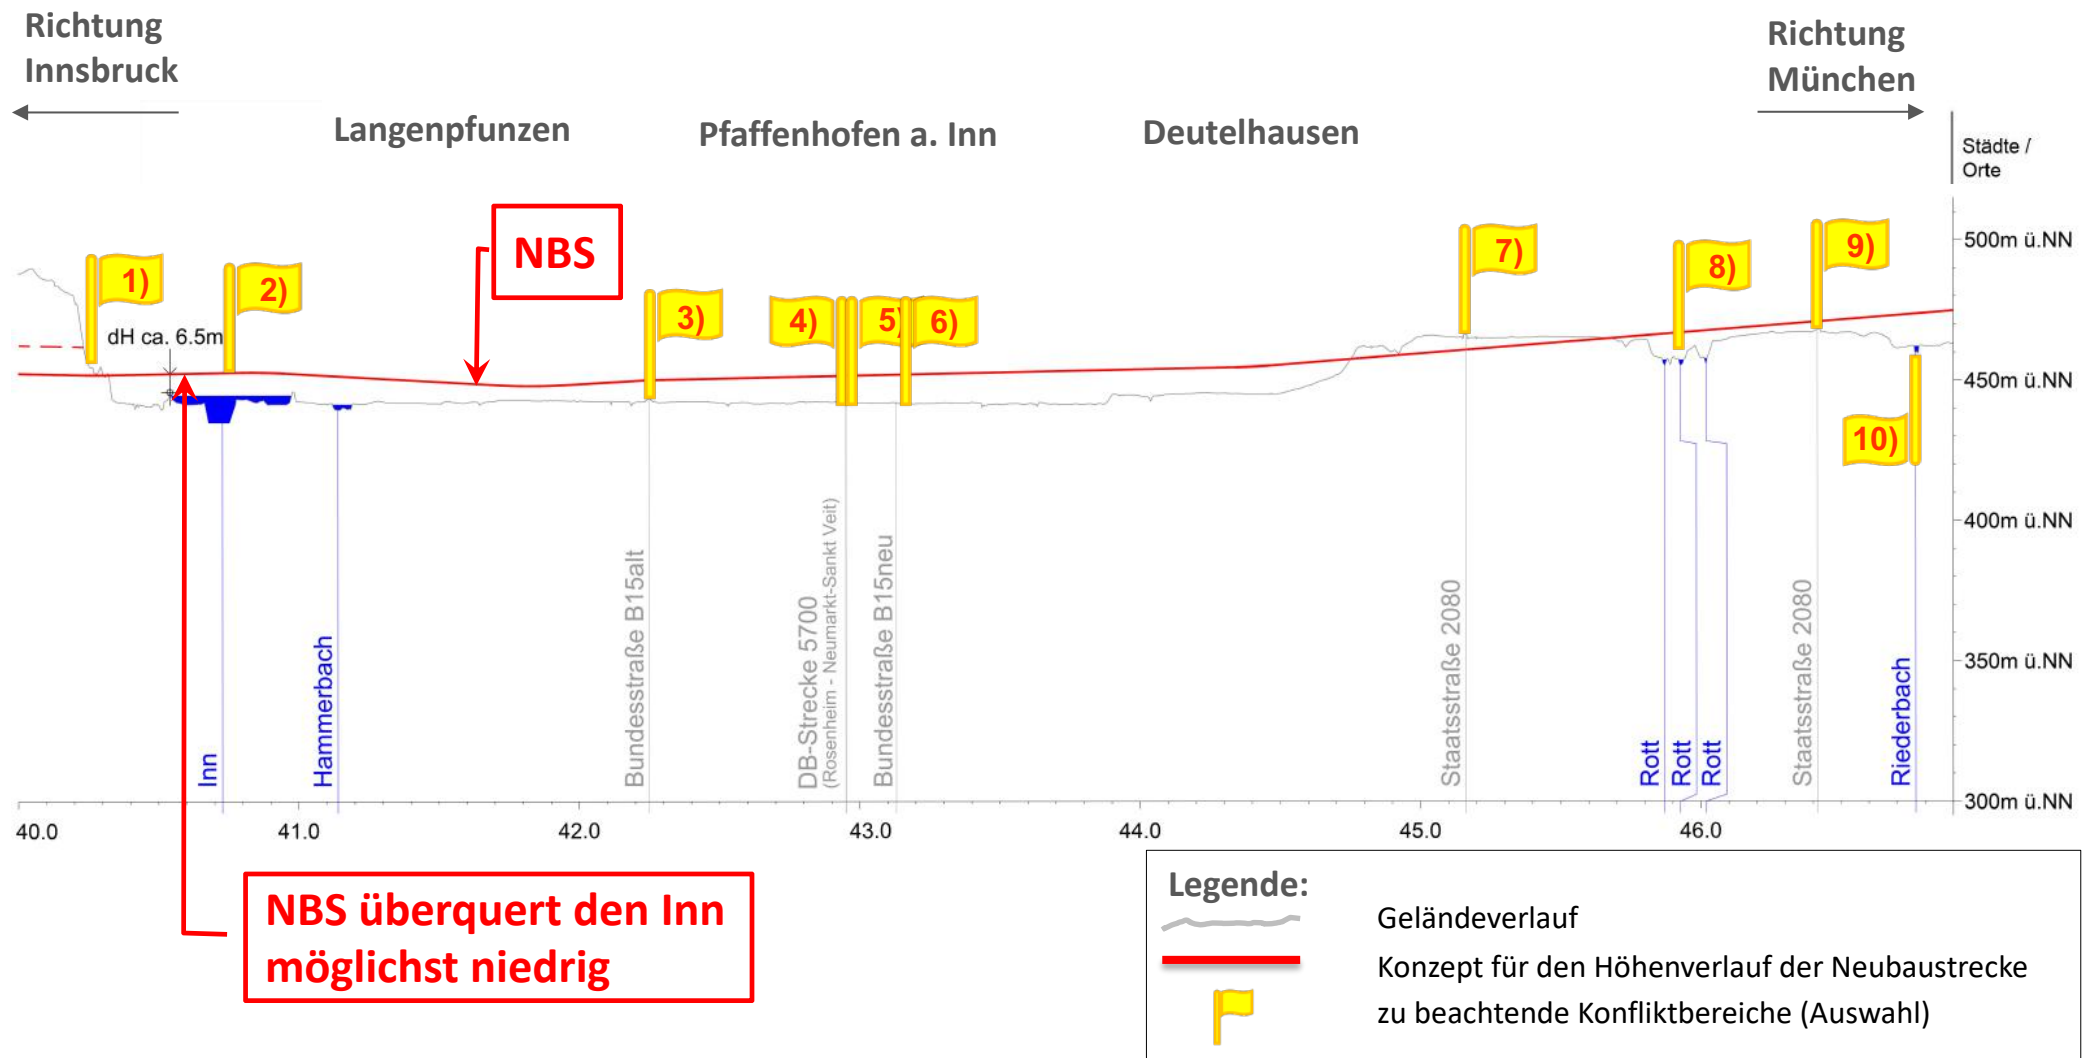 Richtung
Innsbruck
Richtung
München
Langenpfunzen
Pfaffenhofen a. Inn
Deutelhausen
Städte /
Orte
NBS
1)
2)
3)
4)
5)
6)
7)
8)
9)
10)
dH ca. 6.5m
500m ü.NN
450m ü.NN
400m ü.NN
350m ü.NN
300m ü.NN
Inn
Hammerbach
Bundesstraße B15alt
DB-Strecke 5700
(Rosenheim - Neumarkt-Sankt Veit)
Bundesstraße B15neu
Staatsstraße 2080
Rott
Rott
Rott
Staatsstraße 2080
Riederbach
40.0
41.0
42.0
43.0
44.0
45.0
46.0
NBS überquert den Inn
möglichst niedrig
Legende:
Geländeverlauf
Konzept für den Höhenverlauf der Neubaustrecke
zu beachtende Konfliktbereiche (Auswahl)